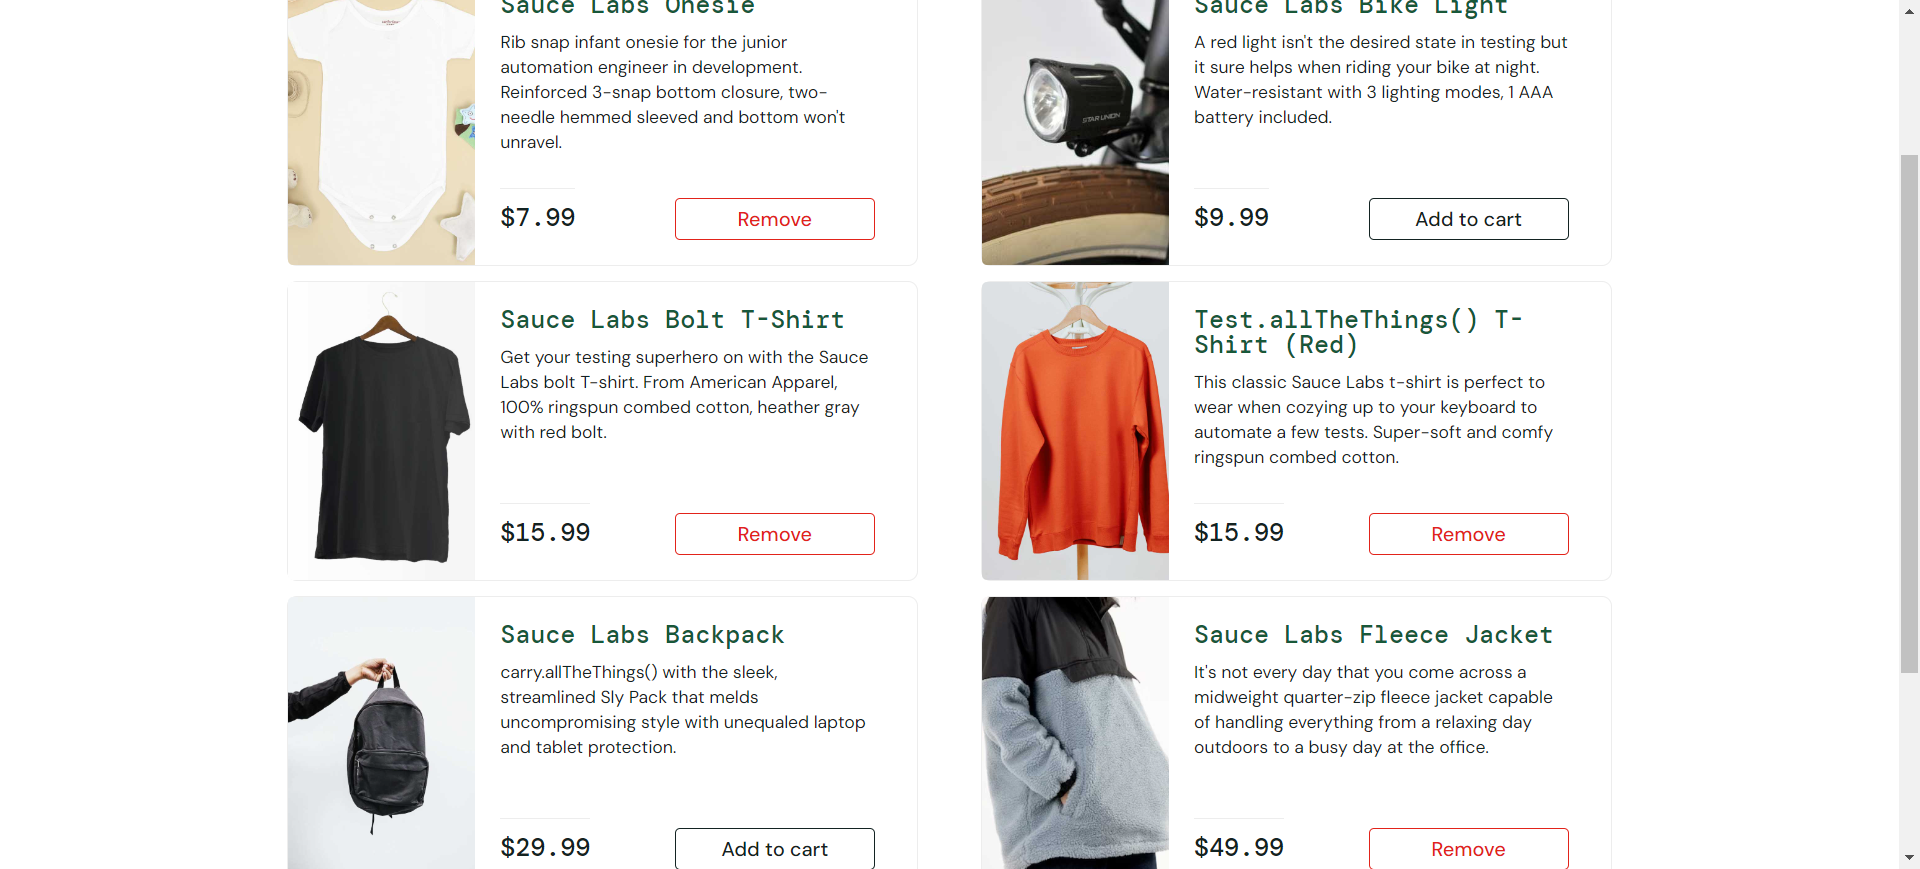 Sauce Labs Onesie
Rib snap infant onesie for the junior
automation engineer in development.
Reinforced 3-snap bottom closure, two-
needle hemmed sleeved and bottom won't
unravel.
$7.99
Remove
Sauce Labs Bike Light
A red light isn't the desired state in testing but
it sure helps when riding your bike at night.
Water-resistant with 3 lighting modes, 1 AAA
battery included.
STAR UNION
$9.99
Add to cart
Sauce Labs Bolt T-Shirt
Get your testing superhero on with the Sauce
Labs bolt T-shirt. From American Apparel,
100% ringspun combed cotton, heather gray
with red bolt.
$15.99
Remove
Test.allTheThings() T-
Shirt (Red)
This classic Sauce Labs t-shirt is perfect to
wear when cozying up to your keyboard to
automate a few tests. Super-soft and comfy
ringspun combed cotton.
$15.99
Remove
Sauce Labs Backpack
carry.allTheThings() with the sleek,
streamlined Sly Pack that melds
uncompromising style with unequaled laptop
and tablet protection.
$29.99
Add to cart
Sauce Labs Fleece Jacket
It's not every day that you come across a
midweight quarter-zip fleece jacket capable
of handling everything from a relaxing day
outdoors to a busy day at the office.
$49.99
Remove